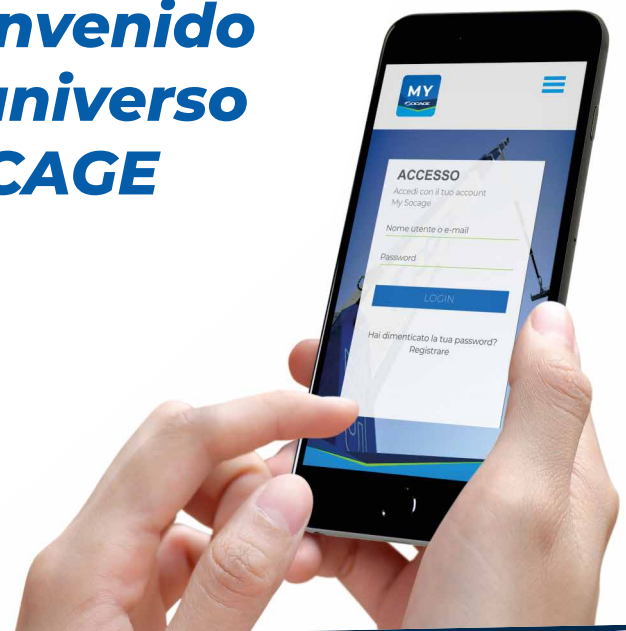 nvenido
universo
CAGE
MY
SOCAGE
ACCESSO
Accedi con il tuo account
My Socage
Nome utente o e-mail
Password
LOGIN
Hai dimenticato la tua password?
Registrare